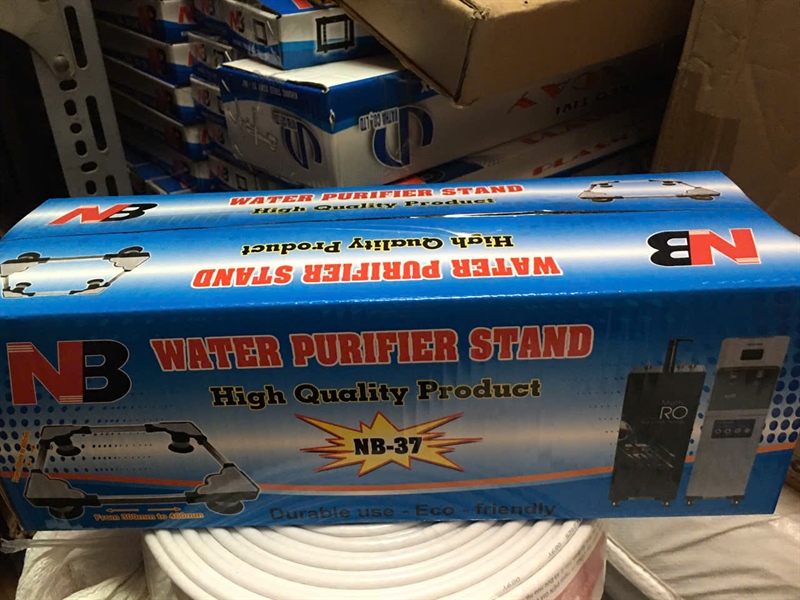 NB
WATER PURIFIER STAND
High Quality Product
WATER PURIFIER STAND
High Quality Product
NB
NB
WATER PURIFIER STAND
High Quality Product
NB-37
RO
Durable use - Eco - friendly